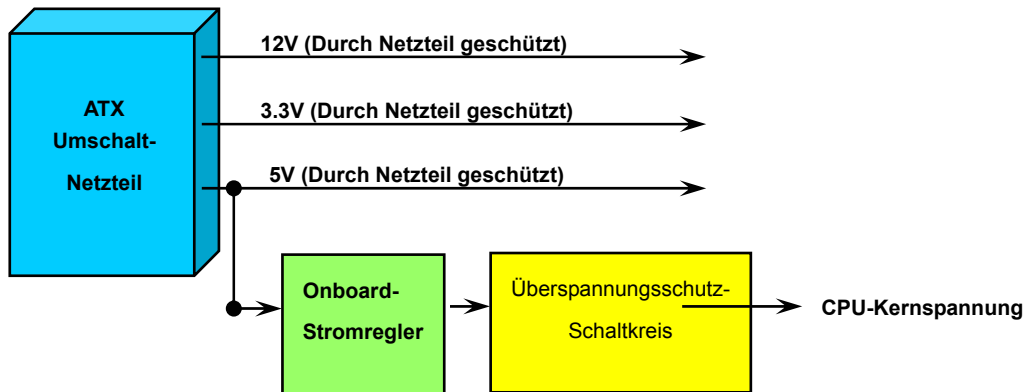 12V (Durch Netzteil geschützt)
ATX
Umschalt-
Netzteil
3.3V (Durch Netzteil geschützt)
5V (Durch Netzteil geschützt)
Onboard-
Stromregler
Überspannungsschutz-
Schaltkreis
CPU-Kernspannung